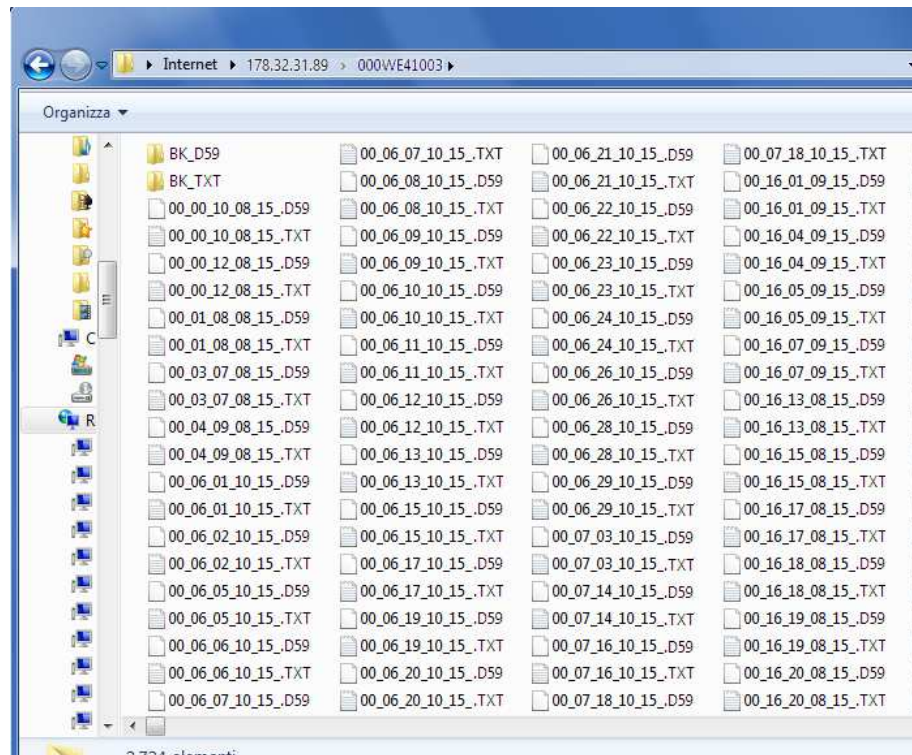 Internet 178.32.31.89 000WE41003
Organizza
BK_D59
BK_TXT
00_00_10_08_15_.D59
00_00_10_08_15_.TXT
00_00_12_08_15_.D59
00_00_12_08_15_.TXT
00_01_08_08_15_.D59
00_01_08_08_15_.TXT
00_03_07_08_15_.D59
00_03_07_08_15_.TXT
00_04_09_08_15_.D59
00_04_09_08_15_.TXT
00_06_01_10_15_.D59
00_06_01_10_15_.TXT
00_06_02_10_15_.D59
00_06_02_10_15_.TXT
00_06_05_10_15_.D59
00_06_05_10_15_.TXT
00_06_06_10_15_.D59
00_06_06_10_15_.TXT
00_06_07_10_15_.D59
00_06_07_10_15_.TXT
00_06_08_10_15_.D59
00_06_08_10_15_.TXT
00_06_09_10_15_.D59
00_06_09_10_15_.TXT
00_06_10_10_15_.D59
00_06_10_10_15_.TXT
00_06_11_10_15_.D59
00_06_11_10_15_.TXT
00_06_12_10_15_.D59
00_06_12_10_15_.TXT
00_06_13_10_15_.D59
00_06_13_10_15_.TXT
00_06_15_10_15_.D59
00_06_15_10_15_.TXT
00_06_17_10_15_.D59
00_06_17_10_15_.TXT
00_06_19_10_15_.D59
00_06_19_10_15_.TXT
00_06_20_10_15_.D59
00_06_20_10_15_.TXT
00_06_21_10_15_.D59
00_06_21_10_15_.TXT
00_06_22_10_15_.D59
00_06_22_10_15_.TXT
00_06_23_10_15_.D59
00_06_23_10_15_.TXT
00_06_24_10_15_.D59
00_06_24_10_15_.TXT
00_06_26_10_15_.D59
00_06_26_10_15_.TXT
00_06_28_10_15_.D59
00_06_28_10_15_.TXT
00_06_29_10_15_.D59
00_06_29_10_15_.TXT
00_07_03_10_15_.D59
00_07_03_10_15_.TXT
00_07_14_10_15_.D59
00_07_14_10_15_.TXT
00_07_16_10_15_.D59
00_07_16_10_15_.TXT
00_07_18_10_15_.D59
00_07_18_10_15_.TXT
00_16_01_09_15_.D59
00_16_01_09_15_.TXT
00_16_04_09_15_.D59
00_16_04_09_15_.TXT
00_16_05_09_15_.D59
00_16_05_09_15_.TXT
00_16_07_09_15_.D59
00_16_07_09_15_.TXT
00_16_13_08_15_.D59
00_16_13_08_15_.TXT
00_16_15_08_15_.D59
00_16_15_08_15_.TXT
00_16_17_08_15_.D59
00_16_17_08_15_.TXT
00_16_18_08_15_.D59
00_16_18_08_15_.TXT
00_16_19_08_15_.D59
00_16_19_08_15_.TXT
00_16_20_08_15_.D59
00_16_20_08_15_.TXT
C
R